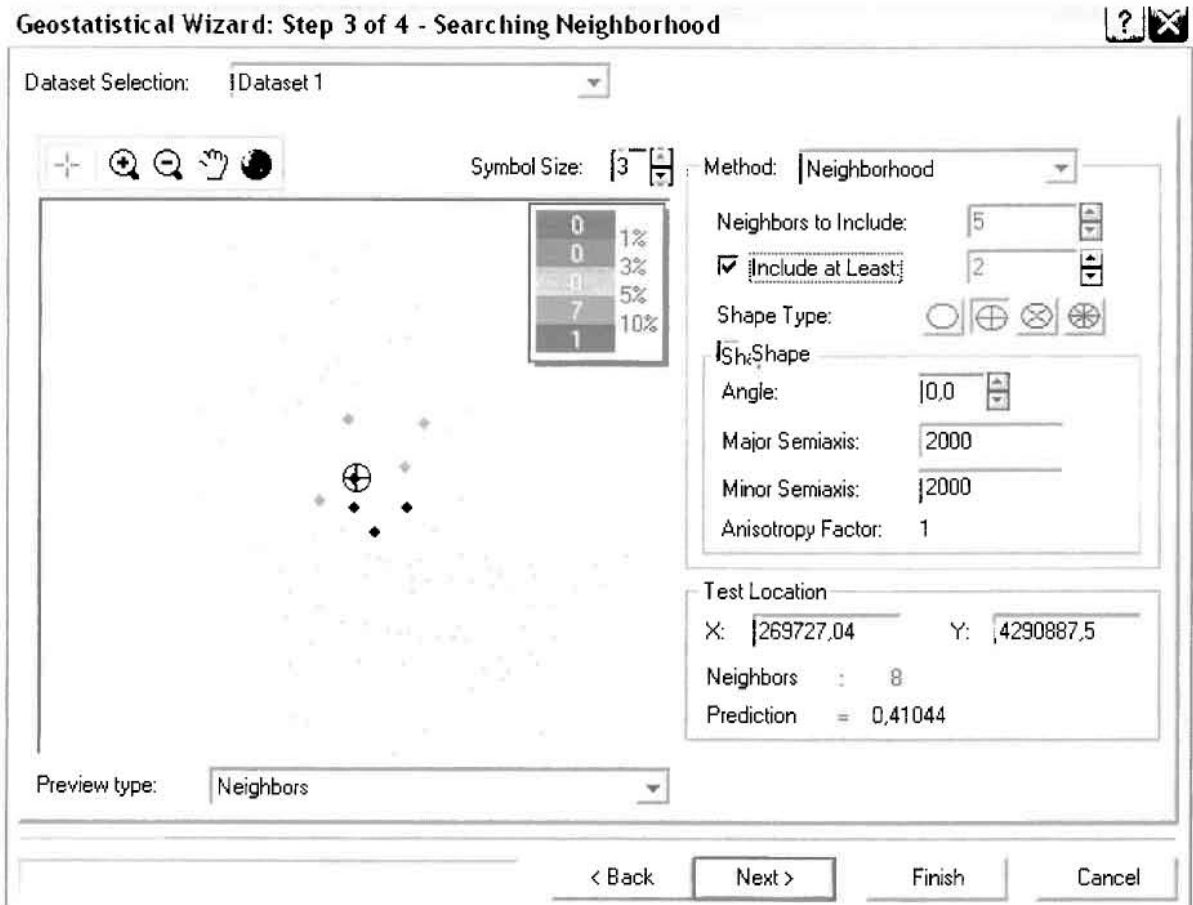 Geostatistical Wizard: Step 3 of 4 - Searching Neighborhood
Dataset Selection: Dataset 1
Symbol Size: 3
0
0
0
7
1
1%
3%
5%
10%
Method: Neighborhood
Neighbors to Include: 5
Include at Least: 2
Shape Type:
Shape
Angle: 0,0
Major Semiaxis: 2000
Minor Semiaxis: 2000
Anisotropy Factor: 1
Test Location
X: 269727,04 Y: 4290887,5
Neighbors : 8
Prediction = 0,41044
Preview type: Neighbors
< Back Next > Finish Cancel